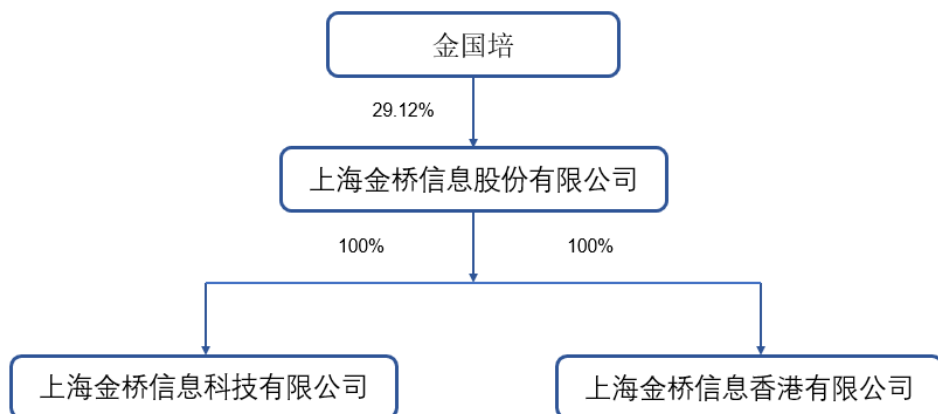 金国培
29.12%
上海金桥信息股份有限公司
100%
100%
上海金桥信息科技有限公司
上海金桥信息香港有限公司